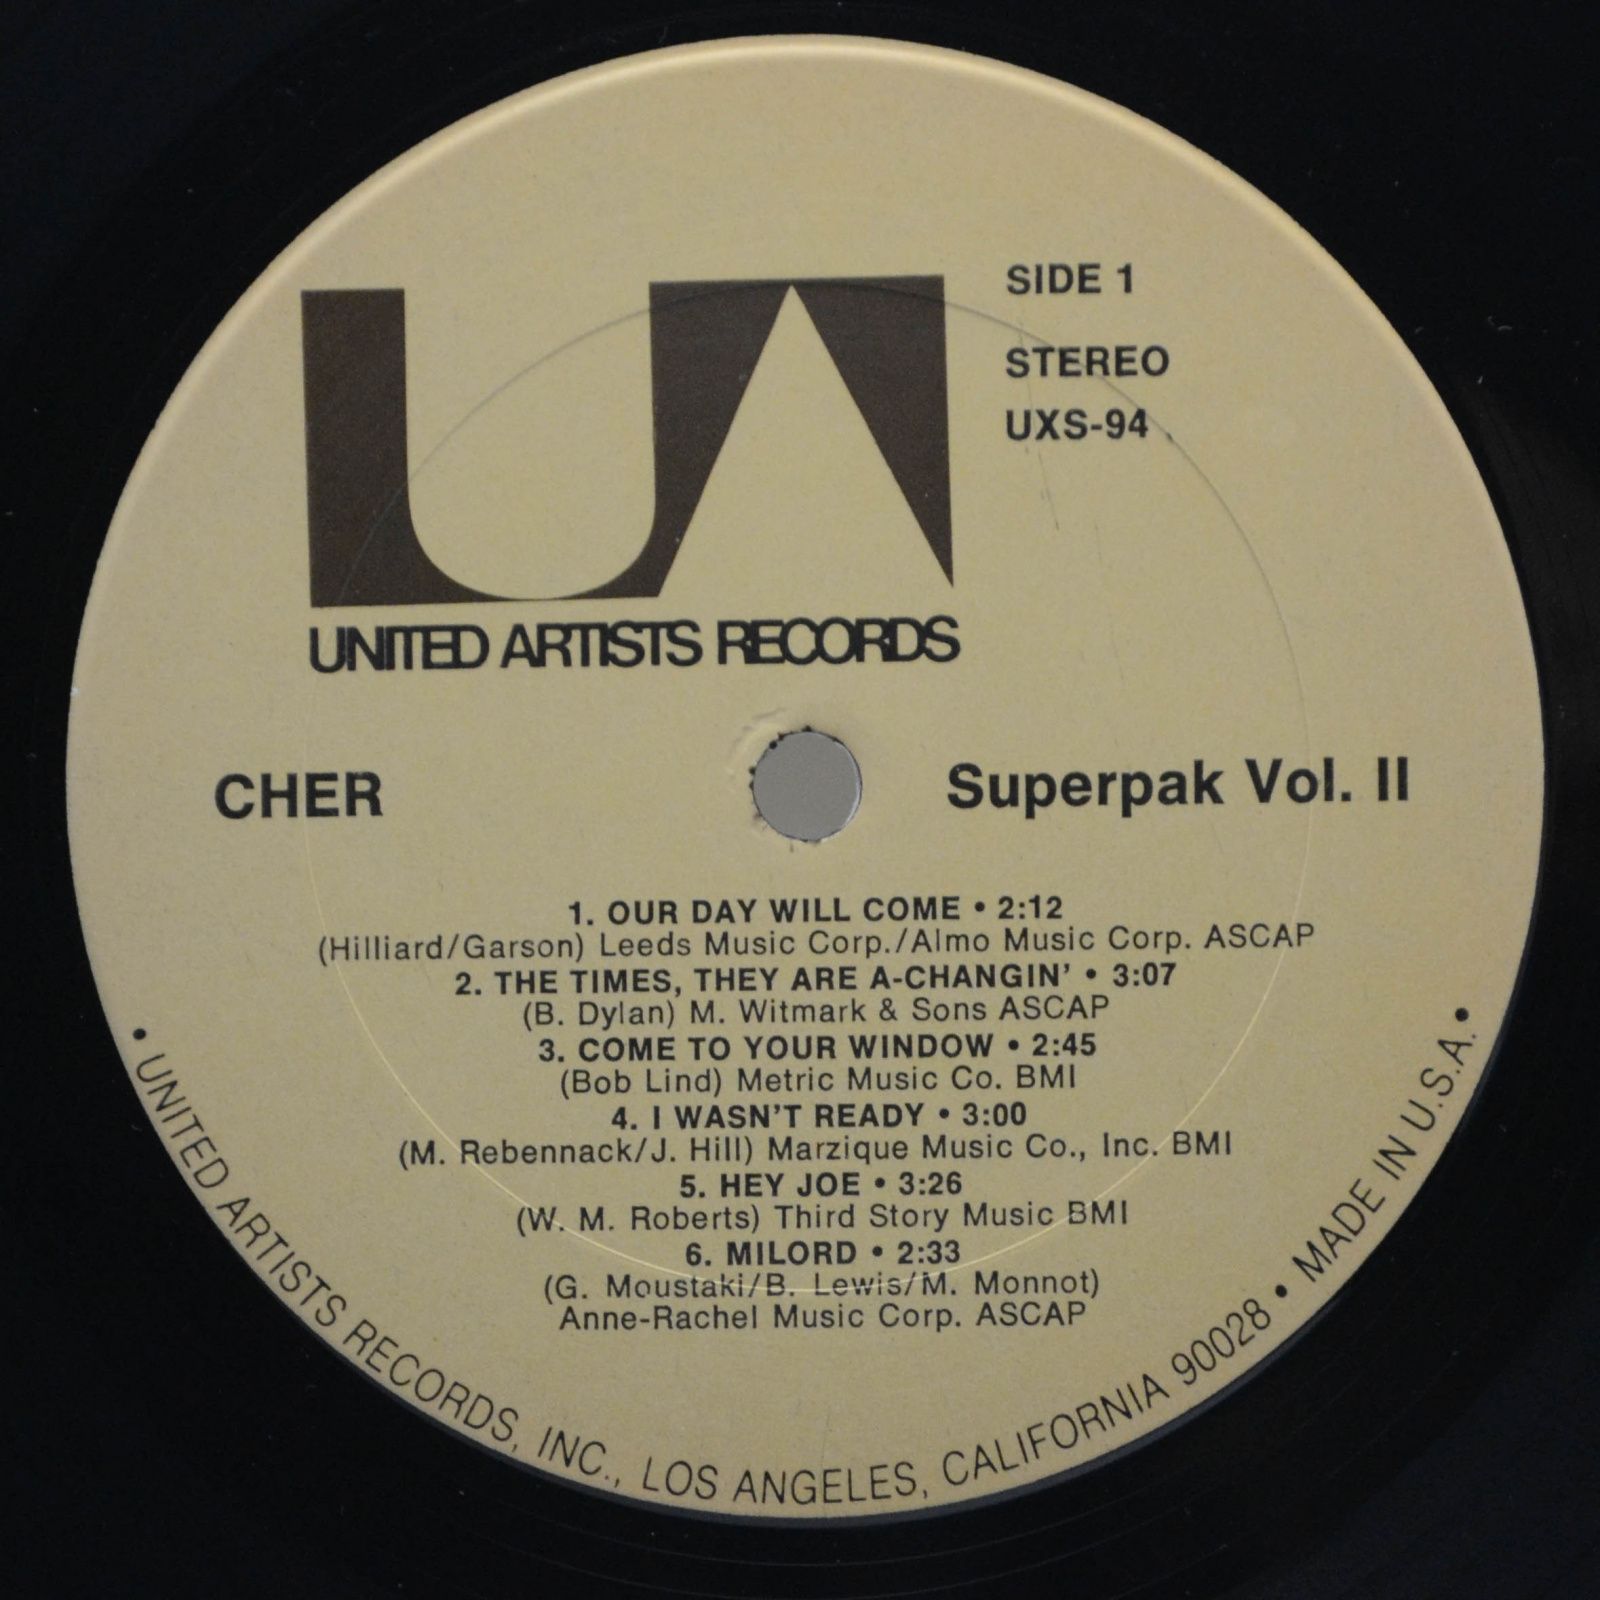 UA
UNITED ARTISTS RECORDS
SIDE 1
STEREO
UXS-94
CHER
Superpak Vol. II
1. OUR DAY WILL COME • 2:12
(Hilliard/Garson) Leeds Music Corp./Almo Music Corp. ASCAP
2. THE TIMES, THEY ARE A-CHANGIN' • 3:07
(B. Dylan) M. Witmark & Sons ASCAP
3. COME TO YOUR WINDOW • 2:45
(Bob Lind) Metric Music Co. BMI
4. I WASN'T READY • 3:00
(M. Rebennack/J. Hill) Marzique Music Co., Inc. BMI
5. HEY JOE • 3:26
(W. M. Roberts) Third Story Music BMI
6. MILORD • 2:33
(G. Moustaki/B. Lewis/M. Monnot)
Anne-Rachel Music Corp. ASCAP
• UNITED ARTISTS RECORDS, INC., LOS ANGELES, CALIFORNIA 90028 • MADE IN U.S.A. •